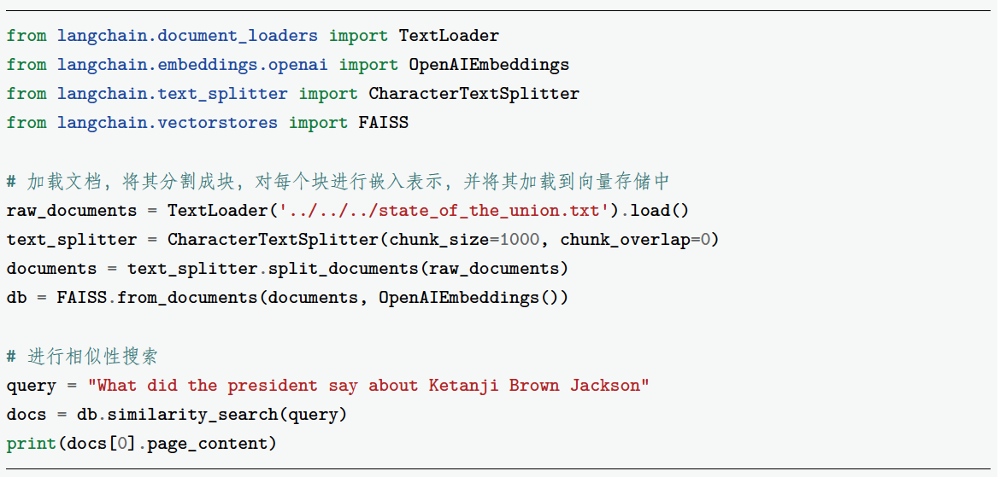 from langchain.document_loaders import TextLoader
from langchain.embeddings.openai import OpenAIEmbeddings
from langchain.text_splitter import CharacterTextSplitter
from langchain.vectorstores import FAISS
# 加载文档，将其分割成块，对每个块进行嵌入表示，并将其加载到向量存储中
raw_documents = TextLoader('../../../state_of_the_union.txt').load()
text_splitter = CharacterTextSplitter(chunk_size=1000, chunk_overlap=0)
documents = text_splitter.split_documents(raw_documents)
db = FAISS.from_documents(documents, OpenAIEmbeddings())
# 进行相似性搜索
query = "What did the president say about Ketanji Brown Jackson"
docs = db.similarity_search(query)
print(docs[0].page_content)